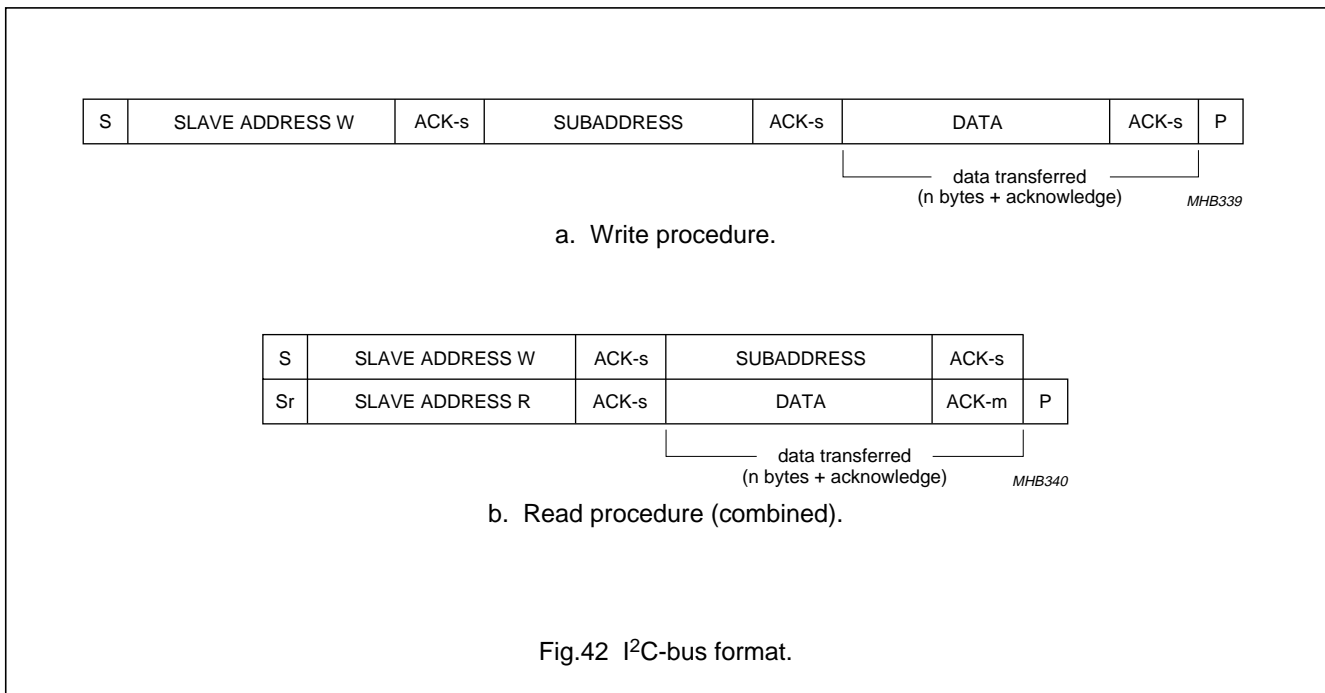 S SLAVE ADDRESS W ACK-s SUBADDRESS ACK-s DATA ACK-s P
data transferred
(n bytes + acknowledge)
MHB339
a. Write procedure.
S SLAVE ADDRESS W ACK-s SUBADDRESS ACK-s
Sr SLAVE ADDRESS R ACK-s DATA ACK-m P
data transferred
(n bytes + acknowledge)
MHB340
b. Read procedure (combined).
Fig.42 I²C-bus format.